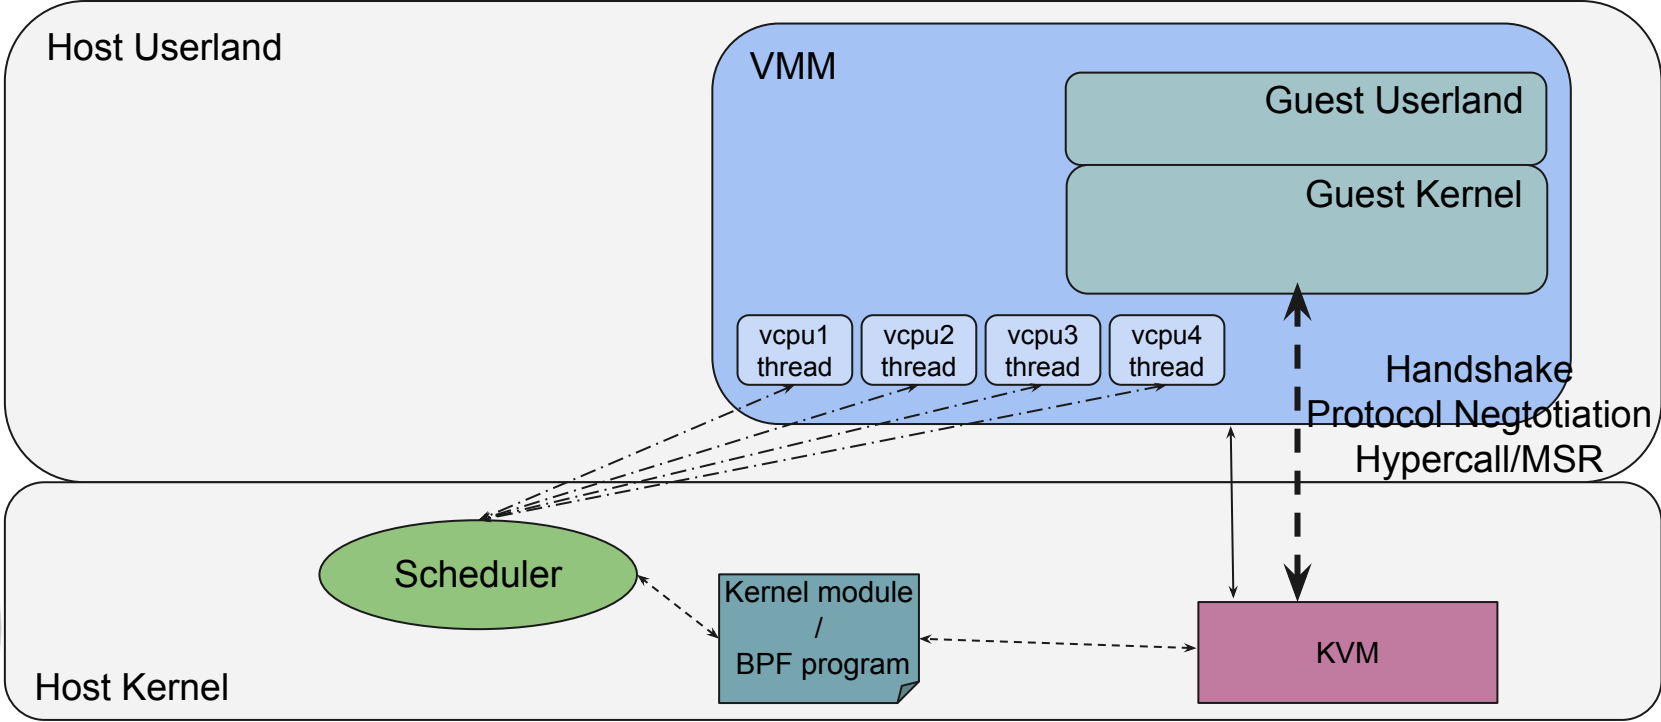 Host Userland
VMM
Guest Userland
Guest Kernel
vcpu1
thread
vcpu2
thread
vcpu3
thread
vcpu4
thread
Handshake
Protocol Negtotiation
Hypercall/MSR
Scheduler
Kernel module
/
BPF program
KVM
Host Kernel